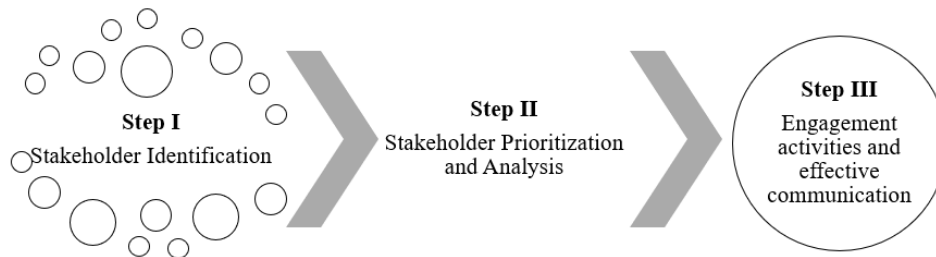 Step I
Stakeholder Identification
Step II
Stakeholder Prioritization
and Analysis
Step III
Engagement
activities and
effective
communication